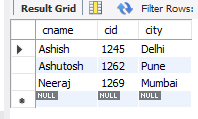 Result Grid Filter Rows:
cname cid city
Ashish 1245 Delhi
Ashutosh 1262 Pune
Neeraj 1269 Mumbai
NULL NULL NULL